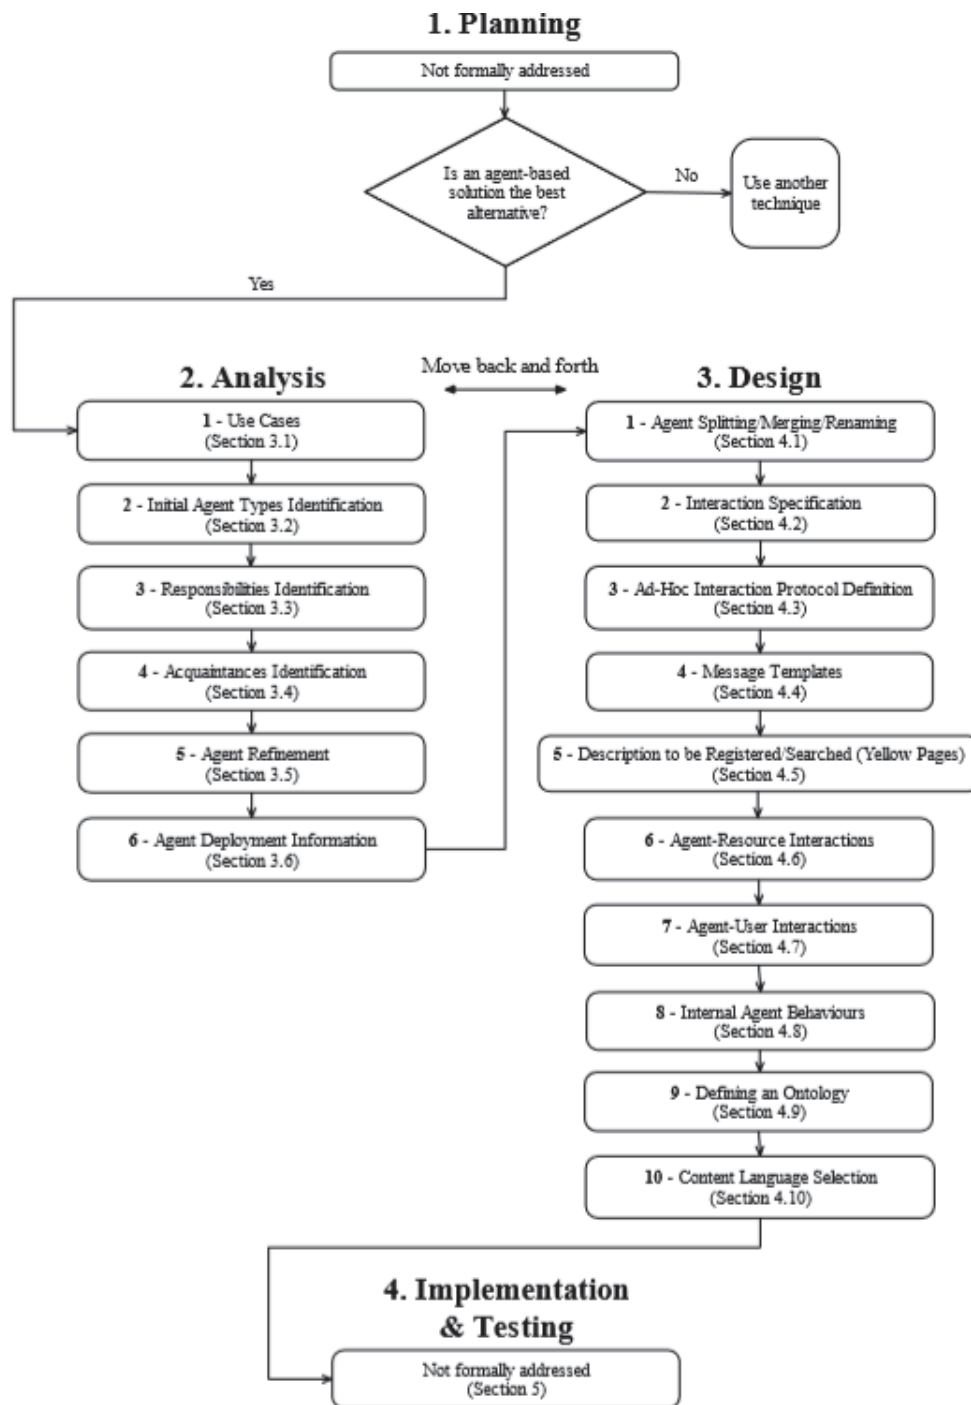 1. Planning
Not formally addressed
Is an agent-based
solution the best
alternative?
No
Use another
technique
Yes
Move back and forth
2. Analysis
1 - Use Cases
(Section 3.1)
2 - Initial Agent Types Identification
(Section 3.2)
3 - Responsibilities Identification
(Section 3.3)
4 - Acquaintances Identification
(Section 3.4)
5 - Agent Refinement
(Section 3.5)
6 - Agent Deployment Information
(Section 3.6)
3. Design
1 - Agent Splitting/Merging/Renaming
(Section 4.1)
2 - Interaction Specification
(Section 4.2)
3 - Ad-Hoc Interaction Protocol Definition
(Section 4.3)
4 - Message Templates
(Section 4.4)
5 - Description to be Registered/Searched (Yellow Pages)
(Section 4.5)
6 - Agent-Resource Interactions
(Section 4.6)
7 - Agent-User Interactions
(Section 4.7)
8 - Internal Agent Behaviours
(Section 4.8)
9 - Defining an Ontology
(Section 4.9)
10 - Content Language Selection
(Section 4.10)
4. Implementation
& Testing
Not formally addressed
(Section 5)